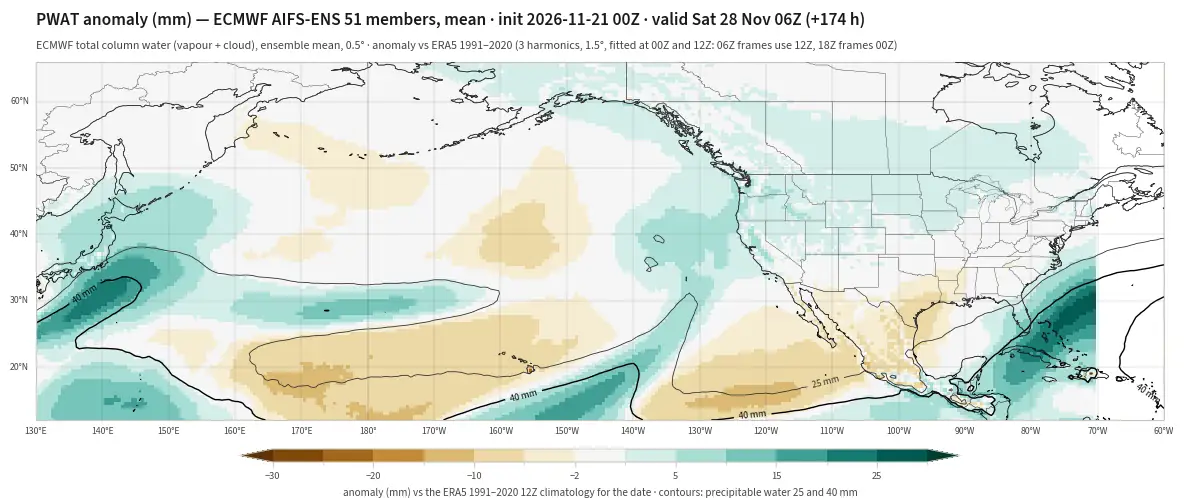 PWAT anomaly (mm) — ECMWF AIFS-ENS 51 members, mean · init 2026-11-21 00Z · valid Sat 28 Nov 06Z (+174 h)
ECMWF total column water (vapour + cloud), ensemble mean, 0.5° · anomaly vs ERA5 1991–2020 (3 harmonics, 1.5°, fitted at 00Z and 12Z: 06Z frames use 12Z, 18Z frames 00Z)
60°N
50°N
40°N
40 mm
30°N
20°N
25 mm
40 mm
40 mm
40 mm
130°E 140°E 150°E 160°E 170°E 180° 170°W 160°W 150°W 140°W 130°W 120°W 110°W 100°W 90°W 80°W 70°W 60°W
−30 −20 −10 −2 5 15 25
anomaly (mm) vs the ERA5 1991–2020 12Z climatology for the date · contours: precipitable water 25 and 40 mm